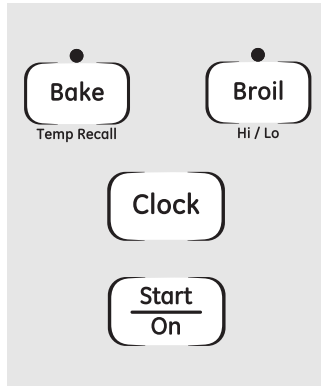 Bake
Broil
Temp Recall
Hi / Lo
Clock
Start
On